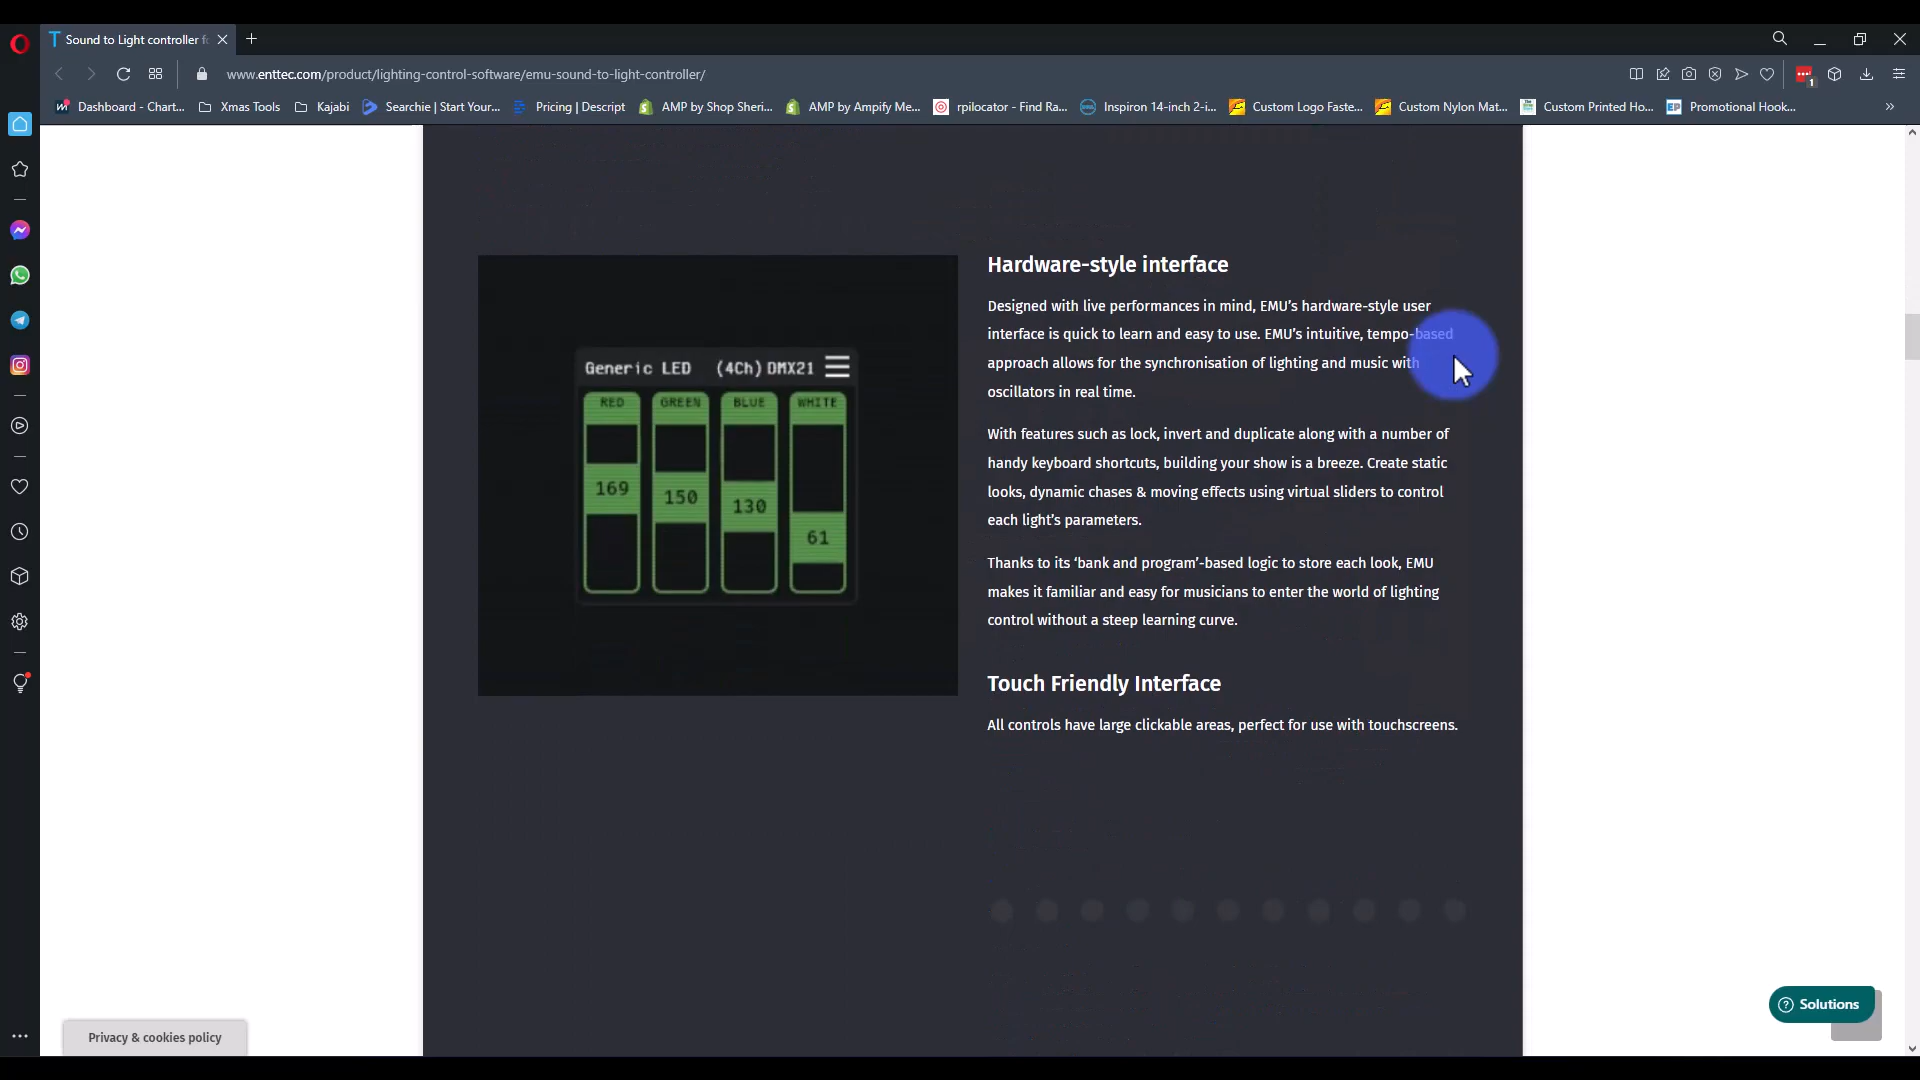 Sound to Light controller f
www.enttec.com/product/lighting-control-software/emu-sound-to-light-controller/
1
Dashboard - Chart...
Xmas Tools
Kajabi
Searchie | Start Your...
Pricing | Descript
AMP by Shop Sheri...
AMP by Ampify Me...
rpilocator - Find Ra...
Inspiron 14-inch 2-i...
Custom Logo Faste...
Custom Nylon Mat...
Custom Printed Ho...
EP
Promotional Hook...
»
Generic LED (4Ch) DMX21
RED GREEN BLUE WHITE
169 150 130 61
Hardware-style interface
Designed with live performances in mind, EMU’s hardware-style user
interface is quick to learn and easy to use. EMU’s intuitive, tempo-based
approach allows for the synchronisation of lighting and music with
oscillators in real time.
With features such as lock, invert and duplicate along with a number of
handy keyboard shortcuts, building your show is a breeze. Create static
looks, dynamic chases & moving effects using virtual sliders to control
each light’s parameters.
Thanks to its ‘bank and program’-based logic to store each look, EMU
makes it familiar and easy for musicians to enter the world of lighting
control without a steep learning curve.
Touch Friendly Interface
All controls have large clickable areas, perfect for use with touchscreens.
Solutions
Privacy & cookies policy